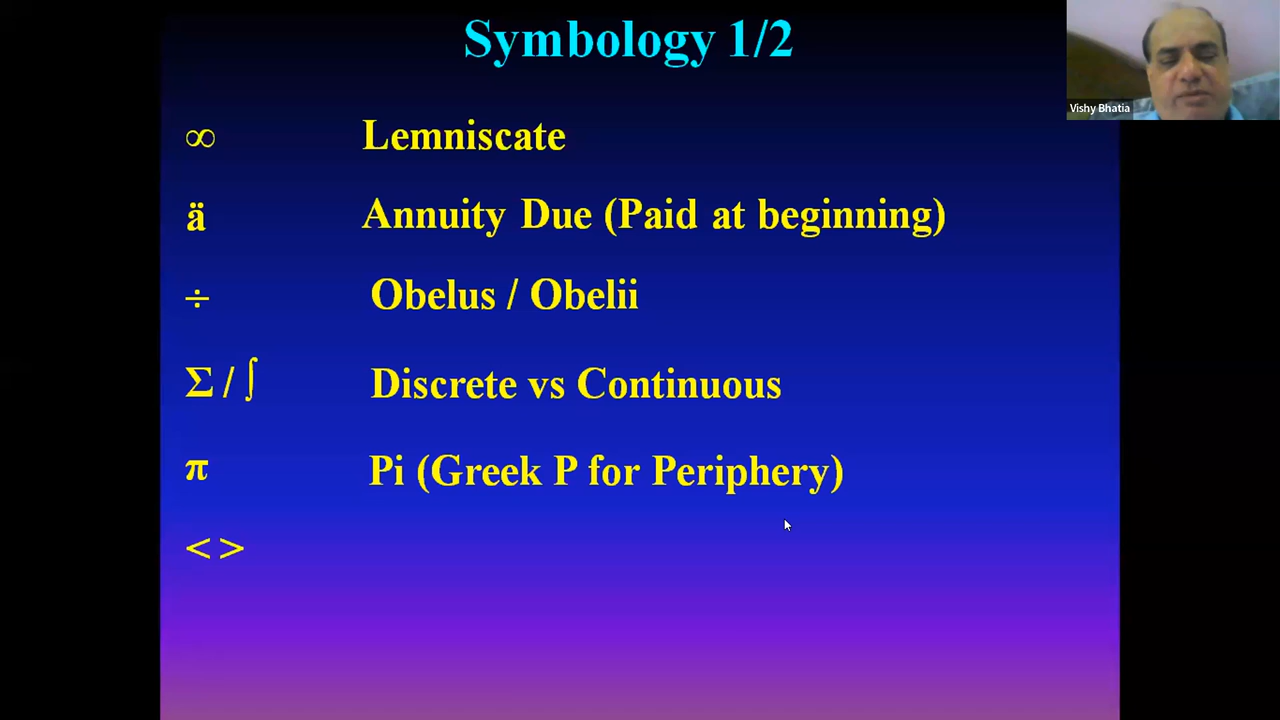 Symbology 1/2
Vishy Bhatia
∞ Lemniscate
ä Annuity Due (Paid at beginning)
÷ Obelus / Obelii
Σ / ∫ Discrete vs Continuous
π Pi (Greek P for Periphery)
< >